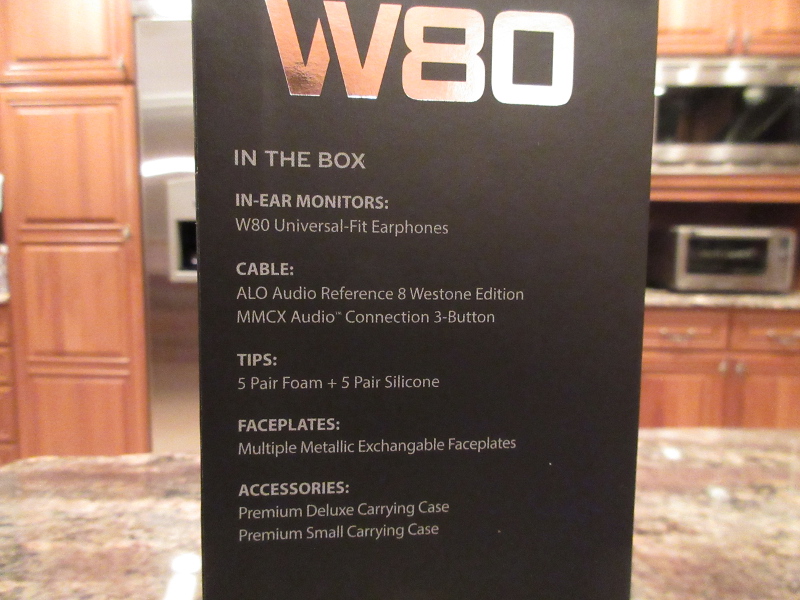 W80
IN THE BOX
IN-EAR MONITORS:
W80 Universal-Fit Earphones
CABLE:
ALO Audio Reference 8 Westone Edition
MMCX Audio™ Connection 3-Button
TIPS:
5 Pair Foam + 5 Pair Silicone
FACEPLATES:
Multiple Metallic Exchangable Faceplates
ACCESSORIES:
Premium Deluxe Carrying Case
Premium Small Carrying Case